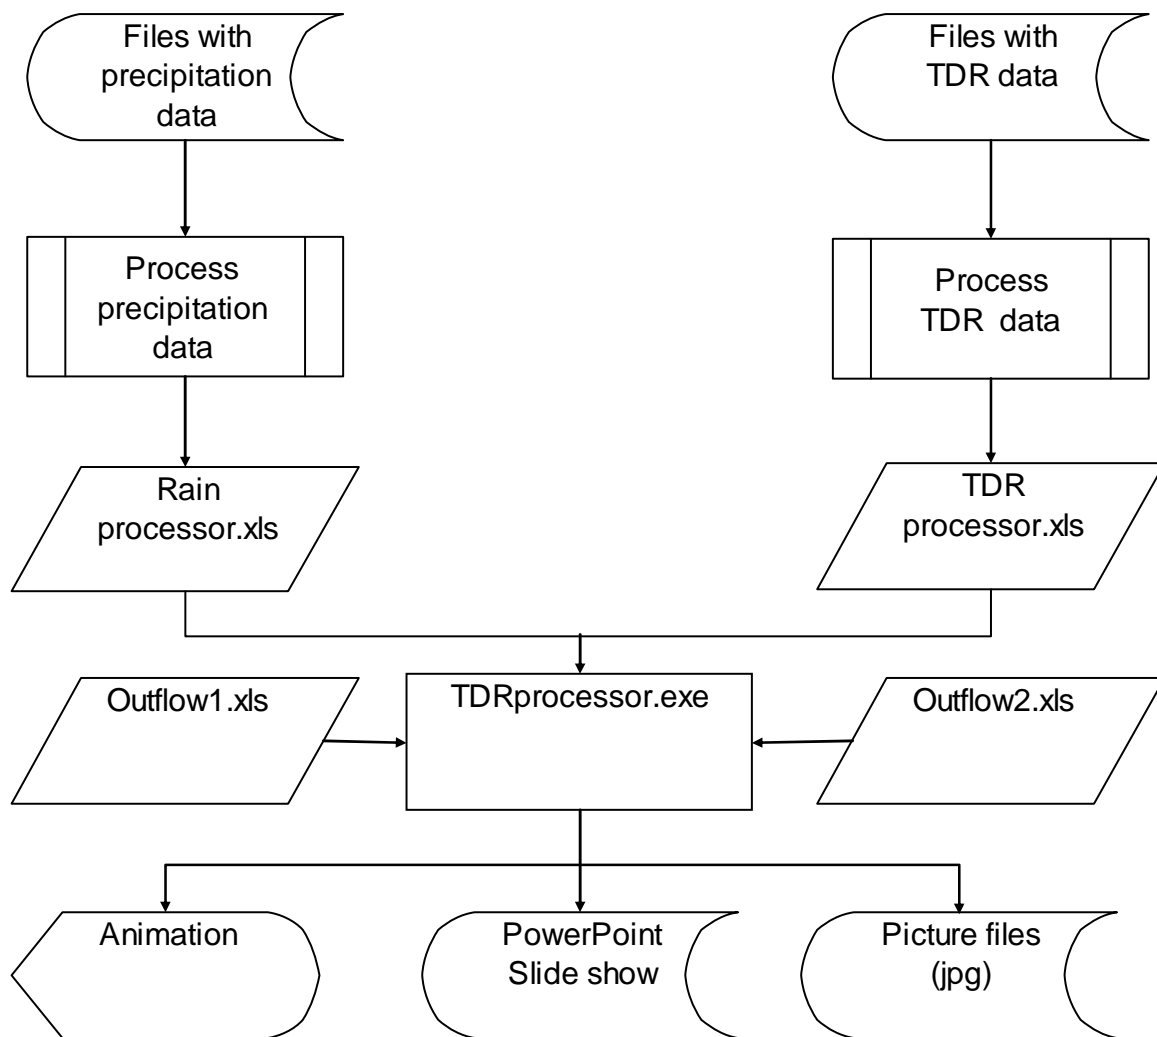 Files with
precipitation
data
Files with
TDR data
Process
precipitation
data
Process
TDR  data
Rain
processor.xls
TDR
processor.xls
Outflow1.xls
TDRprocessor.exe
Outflow2.xls
Animation
PowerPoint
Slide show
Picture files
(jpg)